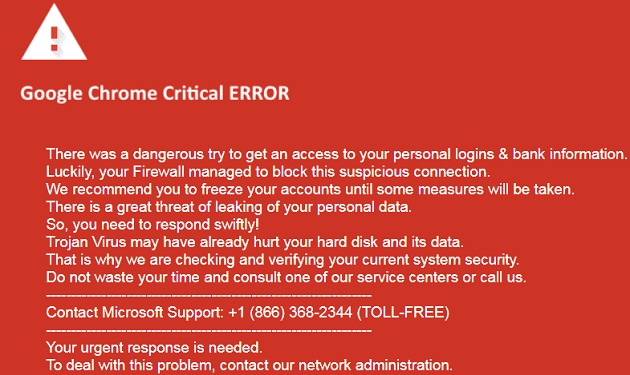 Google Chrome Critical ERROR
There was a dangerous try to get an access to your personal logins & bank information.
Luckily, your Firewall managed to block this suspicious connection.
We recommend you to freeze your accounts until some measures will be taken.
There is a great threat of leaking of your personal data.
So, you need to respond swiftly!
Trojan Virus may have already hurt your hard disk and its data.
That is why we are checking and verifying your current system security.
Do not waste your time and consult one of our service centers or call us.
-----------------------------------------------------------------
Contact Microsoft Support: +1 (866) 368-2344 (TOLL-FREE)
-----------------------------------------------------------------
Your urgent response is needed.
To deal with this problem, contact our network administration.